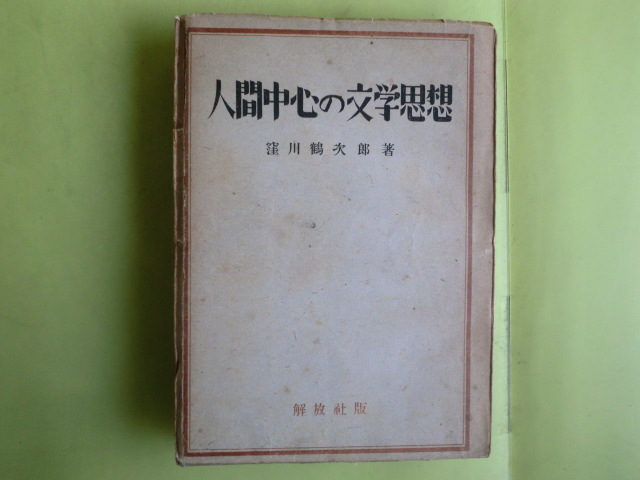 人間中心の文学思想
窪川鶴次郎著
解放社版